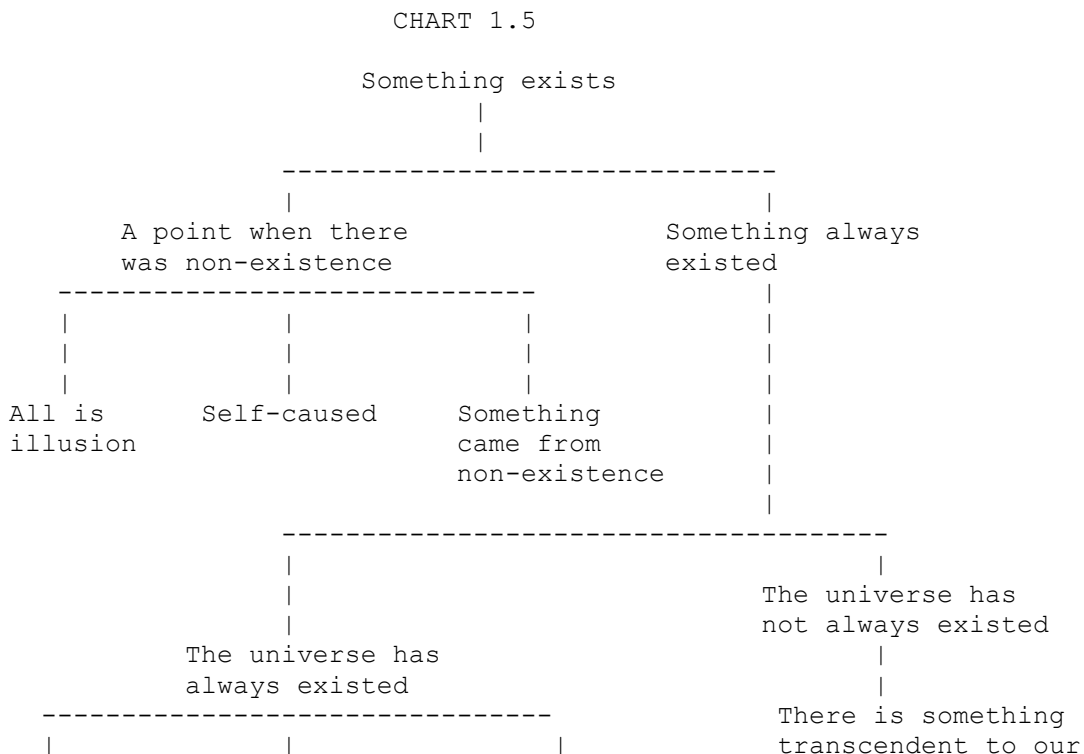 CHART 1.5
Something exists
A point when there
was non-existence
Something always
existed
All is
illusion
Self-caused
Something
came from
non-existence
The universe has
not always existed
The universe has
always existed
There is something
transcendent to our